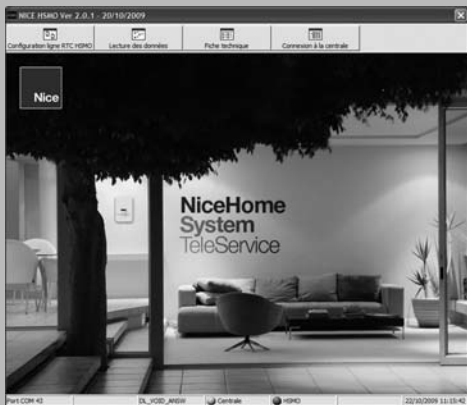 NICE HSMO Ver 2.0.1 - 20/10/2009
Configuration ligne RTC HSMO
Lecture des données
Fiche technique
Connexion à la centrale
Nice
NiceHome
System
TeleService
Port COM 43
DL_VOID_ANSW
Centrale
HSMO
22/10/2009 11:15:42